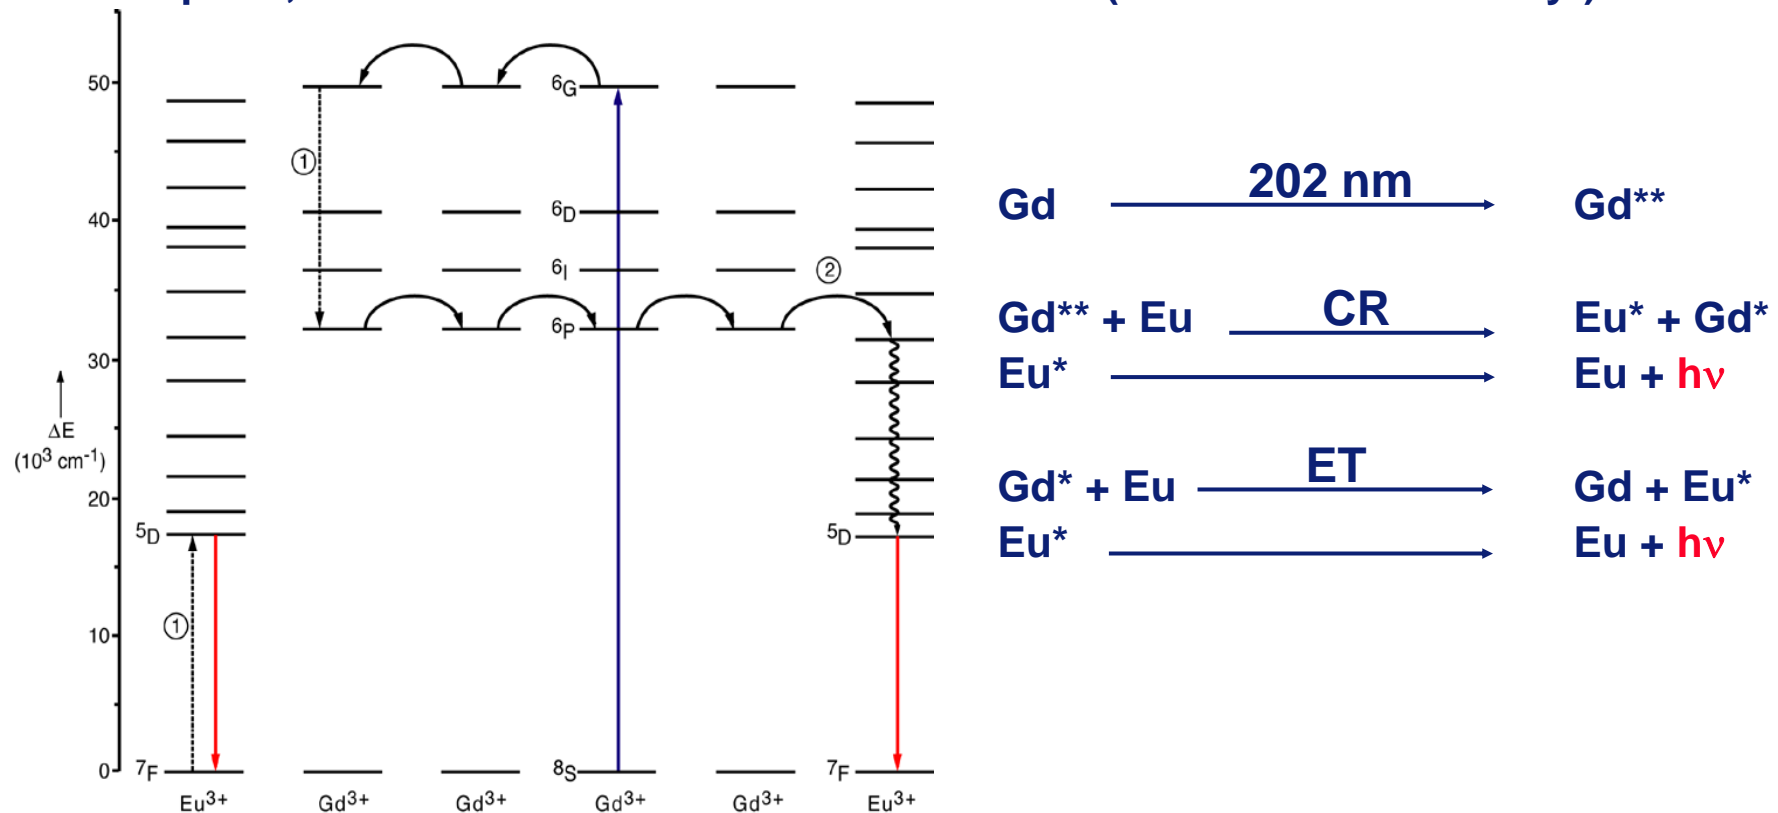 50
40
30
20
10
0
ΔE
(10³ cm⁻¹)
⁶G
⁶D
⁶I
⁶P
⁸S
①
②
①
⁵D
⁷F
⁵D
⁷F
Eu³⁺
Gd³⁺
Gd³⁺
Gd³⁺
Gd³⁺
Eu³⁺
Gd 202 nm Gd**
Gd** + Eu CR Eu* + Gd*
Eu* Eu + hν
Gd* + Eu ET Gd + Eu*
Eu* Eu + hν